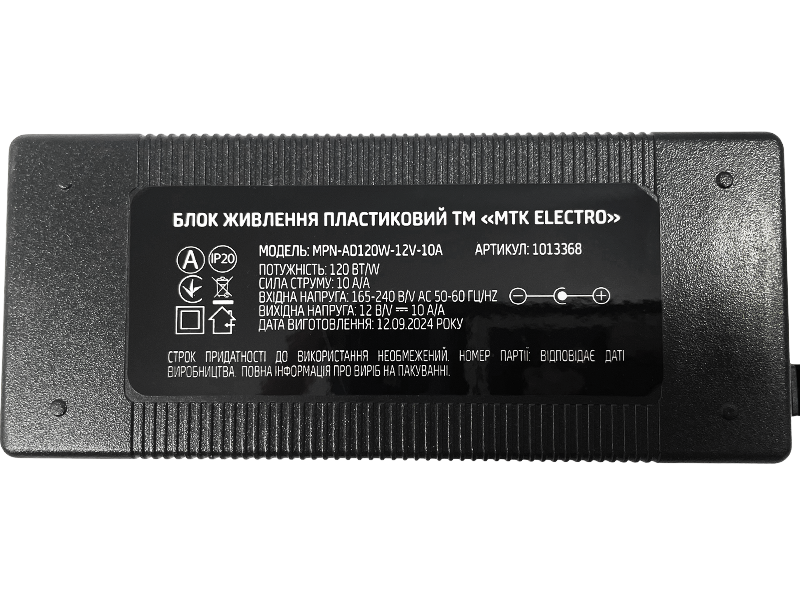 БЛОК ЖИВЛЕННЯ ПЛАСТИКОВИЙ ТМ «MTK ELECTRO»
МОДЕЛЬ: MPN-AD120W-12V-10A АРТИКУЛ: 1013368
A IP20
ПОТУЖНІСТЬ: 120 ВТ/W
СИЛА СТРУМУ: 10 А/A
ВХІДНА НАПРУГА: 165-240 В/V AC 50-60 ГЦ/HZ
ВИХІДНА НАПРУГА: 12 В/V ⎓ 10 А/A
ДАТА ВИГОТОВЛЕННЯ: 12.09.2024 РОКУ
СТРОК ПРИДАТНОСТІ ДО ВИКОРИСТАННЯ НЕОБМЕЖЕНИЙ. НОМЕР ПАРТІЇ: ВІДПОВІДАЄ ДАТІ
ВИРОБНИЦТВА. ПОВНА ІНФОРМАЦІЯ ПРО ВИРІБ НА ПАКУВАННІ.